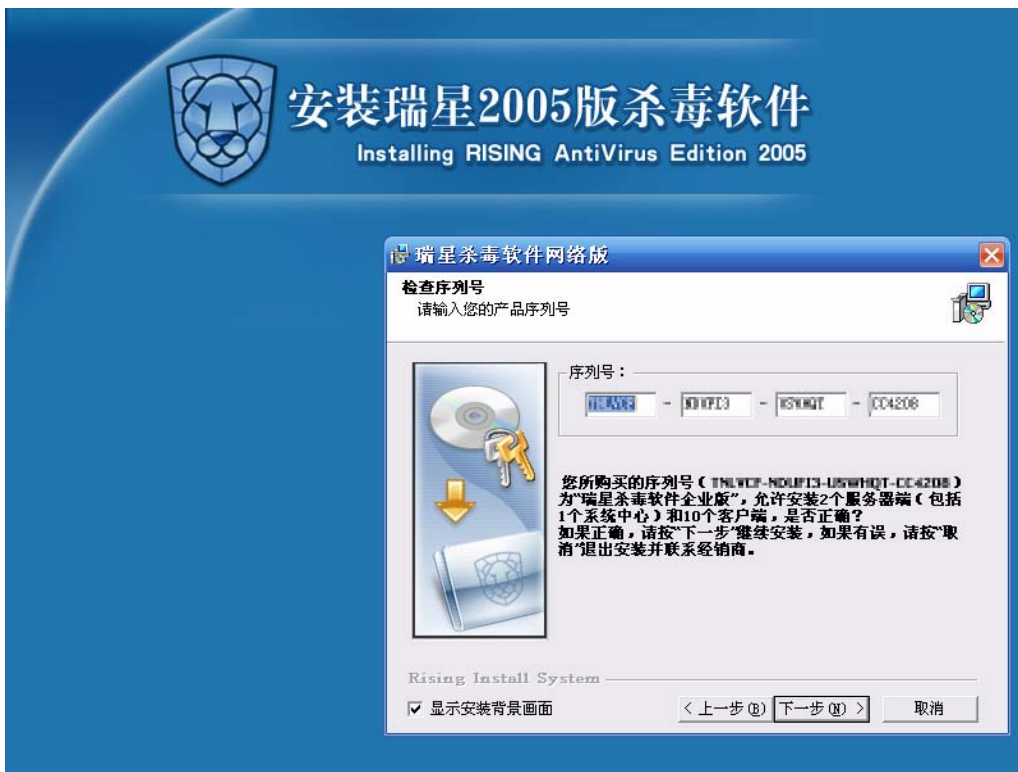 安装瑞星2005版杀毒软件
Installing RISING AntiVirus Edition 2005
瑞星杀毒软件网络版
检查序列号
请输入您的产品序列号
序列号：
- - - CC4208
您所购买的序列号（
）
为“瑞星杀毒软件企业版”，允许安装2个服务器端（包括
1个系统中心）和10个客户端，是否正确？
如果正确，请按“下一步”继续安装，如果有误，请按“取
消”退出安装并联系经销商。
Rising Install System
显示安装背景画面
< 上一步(B)
下一步(N) >
取消